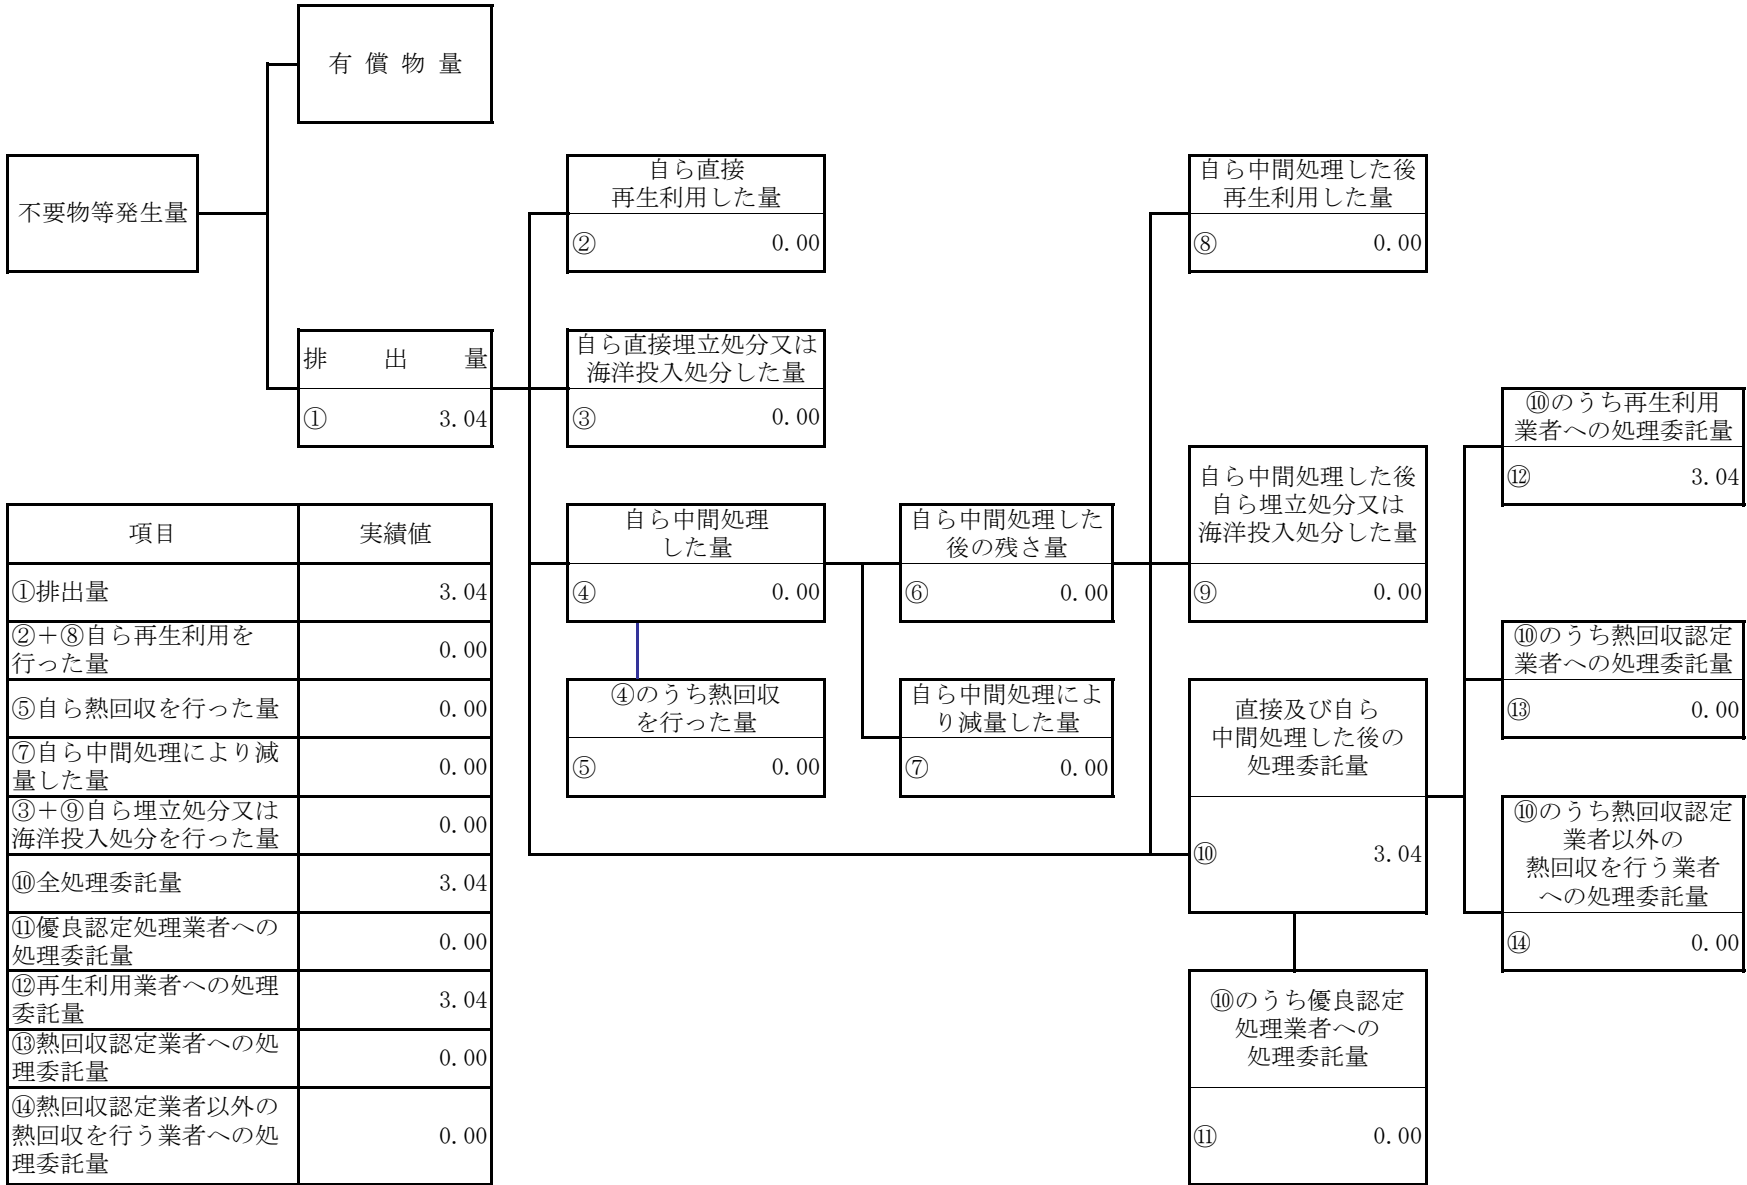 有償物量
不要物等発生量
自ら直接
再生利用した量
② 0.00
自ら中間処理した後
再生利用した量
⑧ 0.00
排出量
① 3.04
自ら直接埋立処分又は
海洋投入処分した量
③ 0.00
⑩のうち再生利用
業者への処理委託量
⑫ 3.04
自ら中間処理
した量
④ 0.00
自ら中間処理した
後の残さ量
⑥ 0.00
自ら中間処理した後
自ら埋立処分又は
海洋投入処分した量
⑨ 0.00
⑩のうち熱回収認定
業者への処理委託量
⑬ 0.00
④のうち熱回収
を行った量
⑤ 0.00
自ら中間処理によ
り減量した量
⑦ 0.00
直接及び自ら
中間処理した後の
処理委託量
⑩ 3.04
⑩のうち熱回収認定
業者以外の
熱回収を行う業者
への処理委託量
⑭ 0.00
⑩のうち優良認定
処理業者への
処理委託量
⑪ 0.00
項目 実績値
①排出量 3.04
②+⑧自ら再生利用を
行った量 0.00
⑤自ら熱回収を行った量 0.00
⑦自ら中間処理により減
量した量 0.00
③+⑨自ら埋立処分又は
海洋投入処分を行った量 0.00
⑩全処理委託量 3.04
⑪優良認定処理業者への
処理委託量 0.00
⑫再生利用業者への処理
委託量 3.04
⑬熱回収認定業者への処
理委託量 0.00
⑭熱回収認定業者以外の
熱回収を行う業者への処 0.00
理委託量